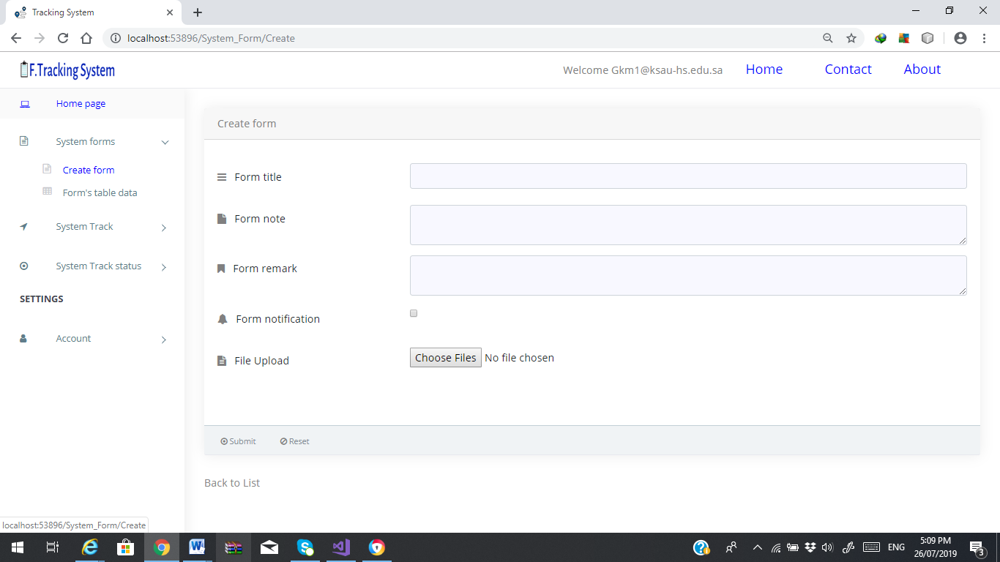 Tracking System
localhost:53896/System_Form/Create
F.Tracking System
Welcome Gkm1@ksau-hs.edu.sa Home Contact About
Home page
System forms
Create form
Form's table data
System Track
System Track status
SETTINGS
Account
Create form
Form title
Form note
Form remark
Form notification
File Upload Choose Files No file chosen
Submit Reset
Back to List
localhost:53896/System_Form/Create
ENG
5:09 PM
26/07/2019
3